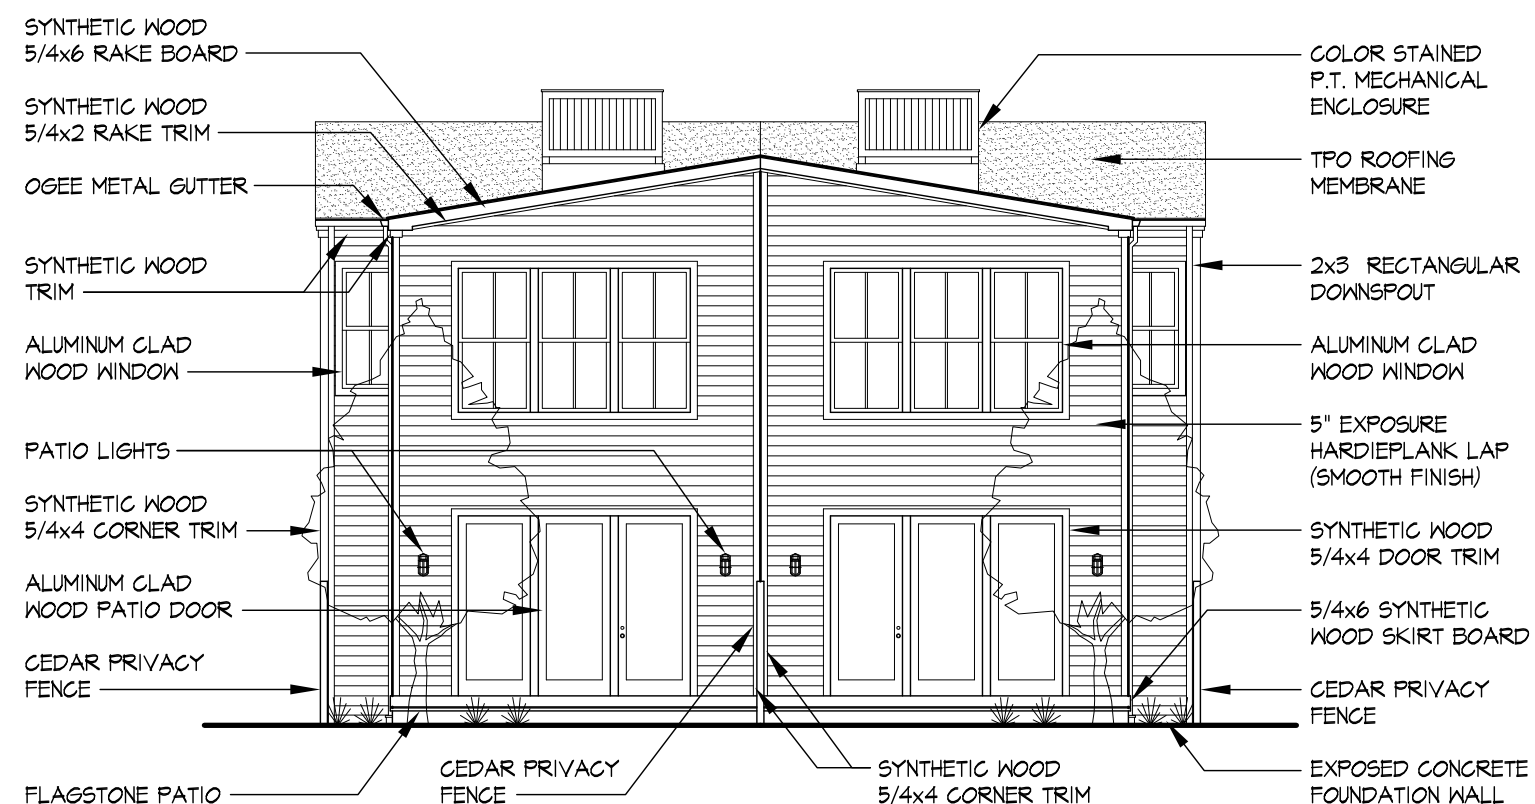 SYNTHETIC WOOD
5/4x6 RAKE BOARD
SYNTHETIC WOOD
5/4x2 RAKE TRIM
OGEE METAL GUTTER
SYNTHETIC WOOD
TRIM
ALUMINUM CLAD
WOOD WINDOW
PATIO LIGHTS
SYNTHETIC WOOD
5/4x4 CORNER TRIM
ALUMINUM CLAD
WOOD PATIO DOOR
CEDAR PRIVACY
FENCE
FLAGSTONE PATIO
CEDAR PRIVACY
FENCE
SYNTHETIC WOOD
5/4x4 CORNER TRIM
COLOR STAINED
P.T. MECHANICAL
ENCLOSURE
TPO ROOFING
MEMBRANE
2x3 RECTANGULAR
DOWNSPOUT
ALUMINUM CLAD
WOOD WINDOW
5" EXPOSURE
HARDIEPLANK LAP
(SMOOTH FINISH)
SYNTHETIC WOOD
5/4x4 DOOR TRIM
5/4x6 SYNTHETIC
WOOD SKIRT BOARD
CEDAR PRIVACY
FENCE
EXPOSED CONCRETE
FOUNDATION WALL